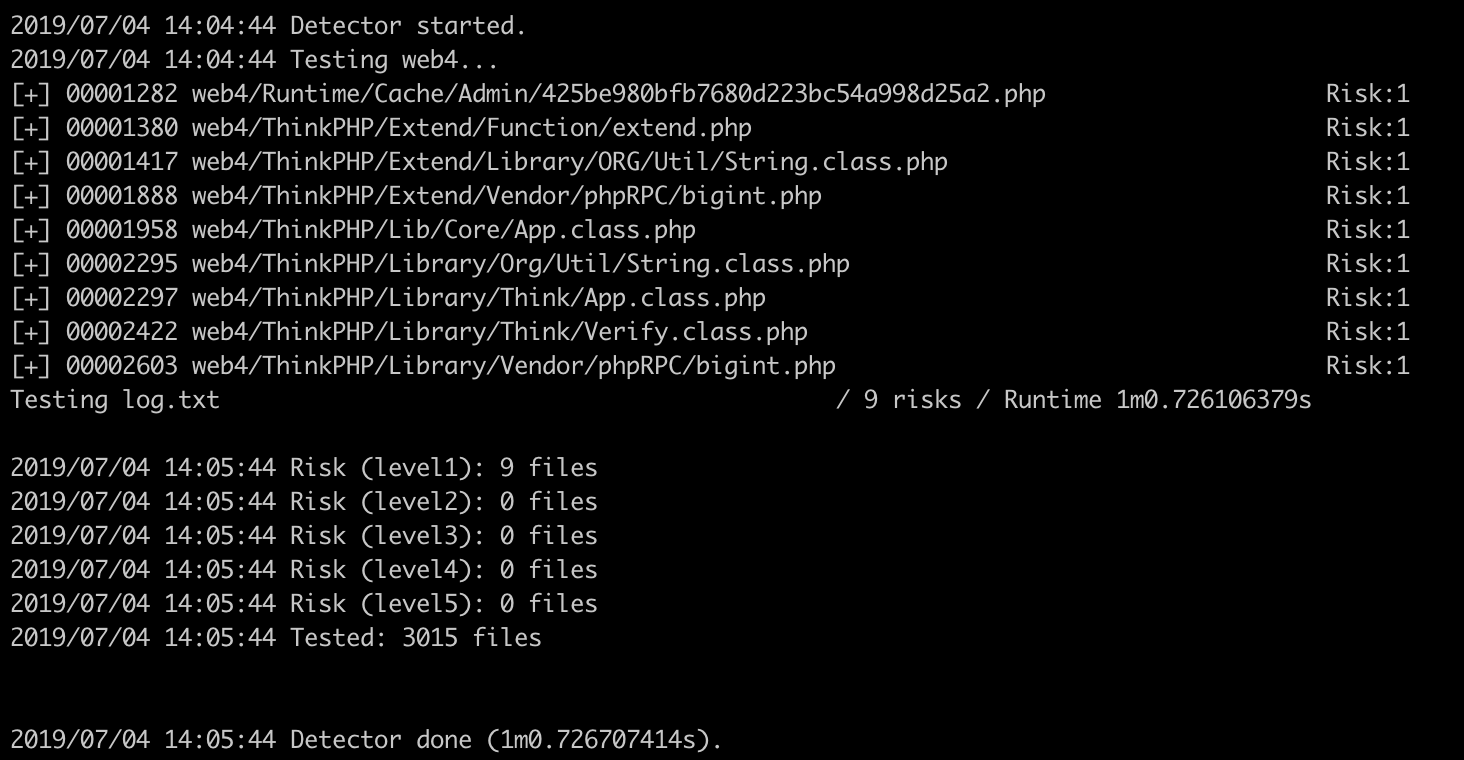 2019/07/04 14:04:44 Detector started.
2019/07/04 14:04:44 Testing web4...
[+] 00001282 web4/Runtime/Cache/Admin/425be980bfb7680d223bc54a998d25a2.php Risk:1
[+] 00001380 web4/ThinkPHP/Extend/Function/extend.php Risk:1
[+] 00001417 web4/ThinkPHP/Extend/Library/ORG/Util/String.class.php Risk:1
[+] 00001888 web4/ThinkPHP/Extend/Vendor/phpRPC/bigint.php Risk:1
[+] 00001958 web4/ThinkPHP/Lib/Core/App.class.php Risk:1
[+] 00002295 web4/ThinkPHP/Library/Org/Util/String.class.php Risk:1
[+] 00002297 web4/ThinkPHP/Library/Think/App.class.php Risk:1
[+] 00002422 web4/ThinkPHP/Library/Think/Verify.class.php Risk:1
[+] 00002603 web4/ThinkPHP/Library/Vendor/phpRPC/bigint.php Risk:1
Testing log.txt / 9 risks / Runtime 1m0.726106379s
2019/07/04 14:05:44 Risk (level1): 9 files
2019/07/04 14:05:44 Risk (level2): 0 files
2019/07/04 14:05:44 Risk (level3): 0 files
2019/07/04 14:05:44 Risk (level4): 0 files
2019/07/04 14:05:44 Risk (level5): 0 files
2019/07/04 14:05:44 Tested: 3015 files
2019/07/04 14:05:44 Detector done (1m0.726707414s).